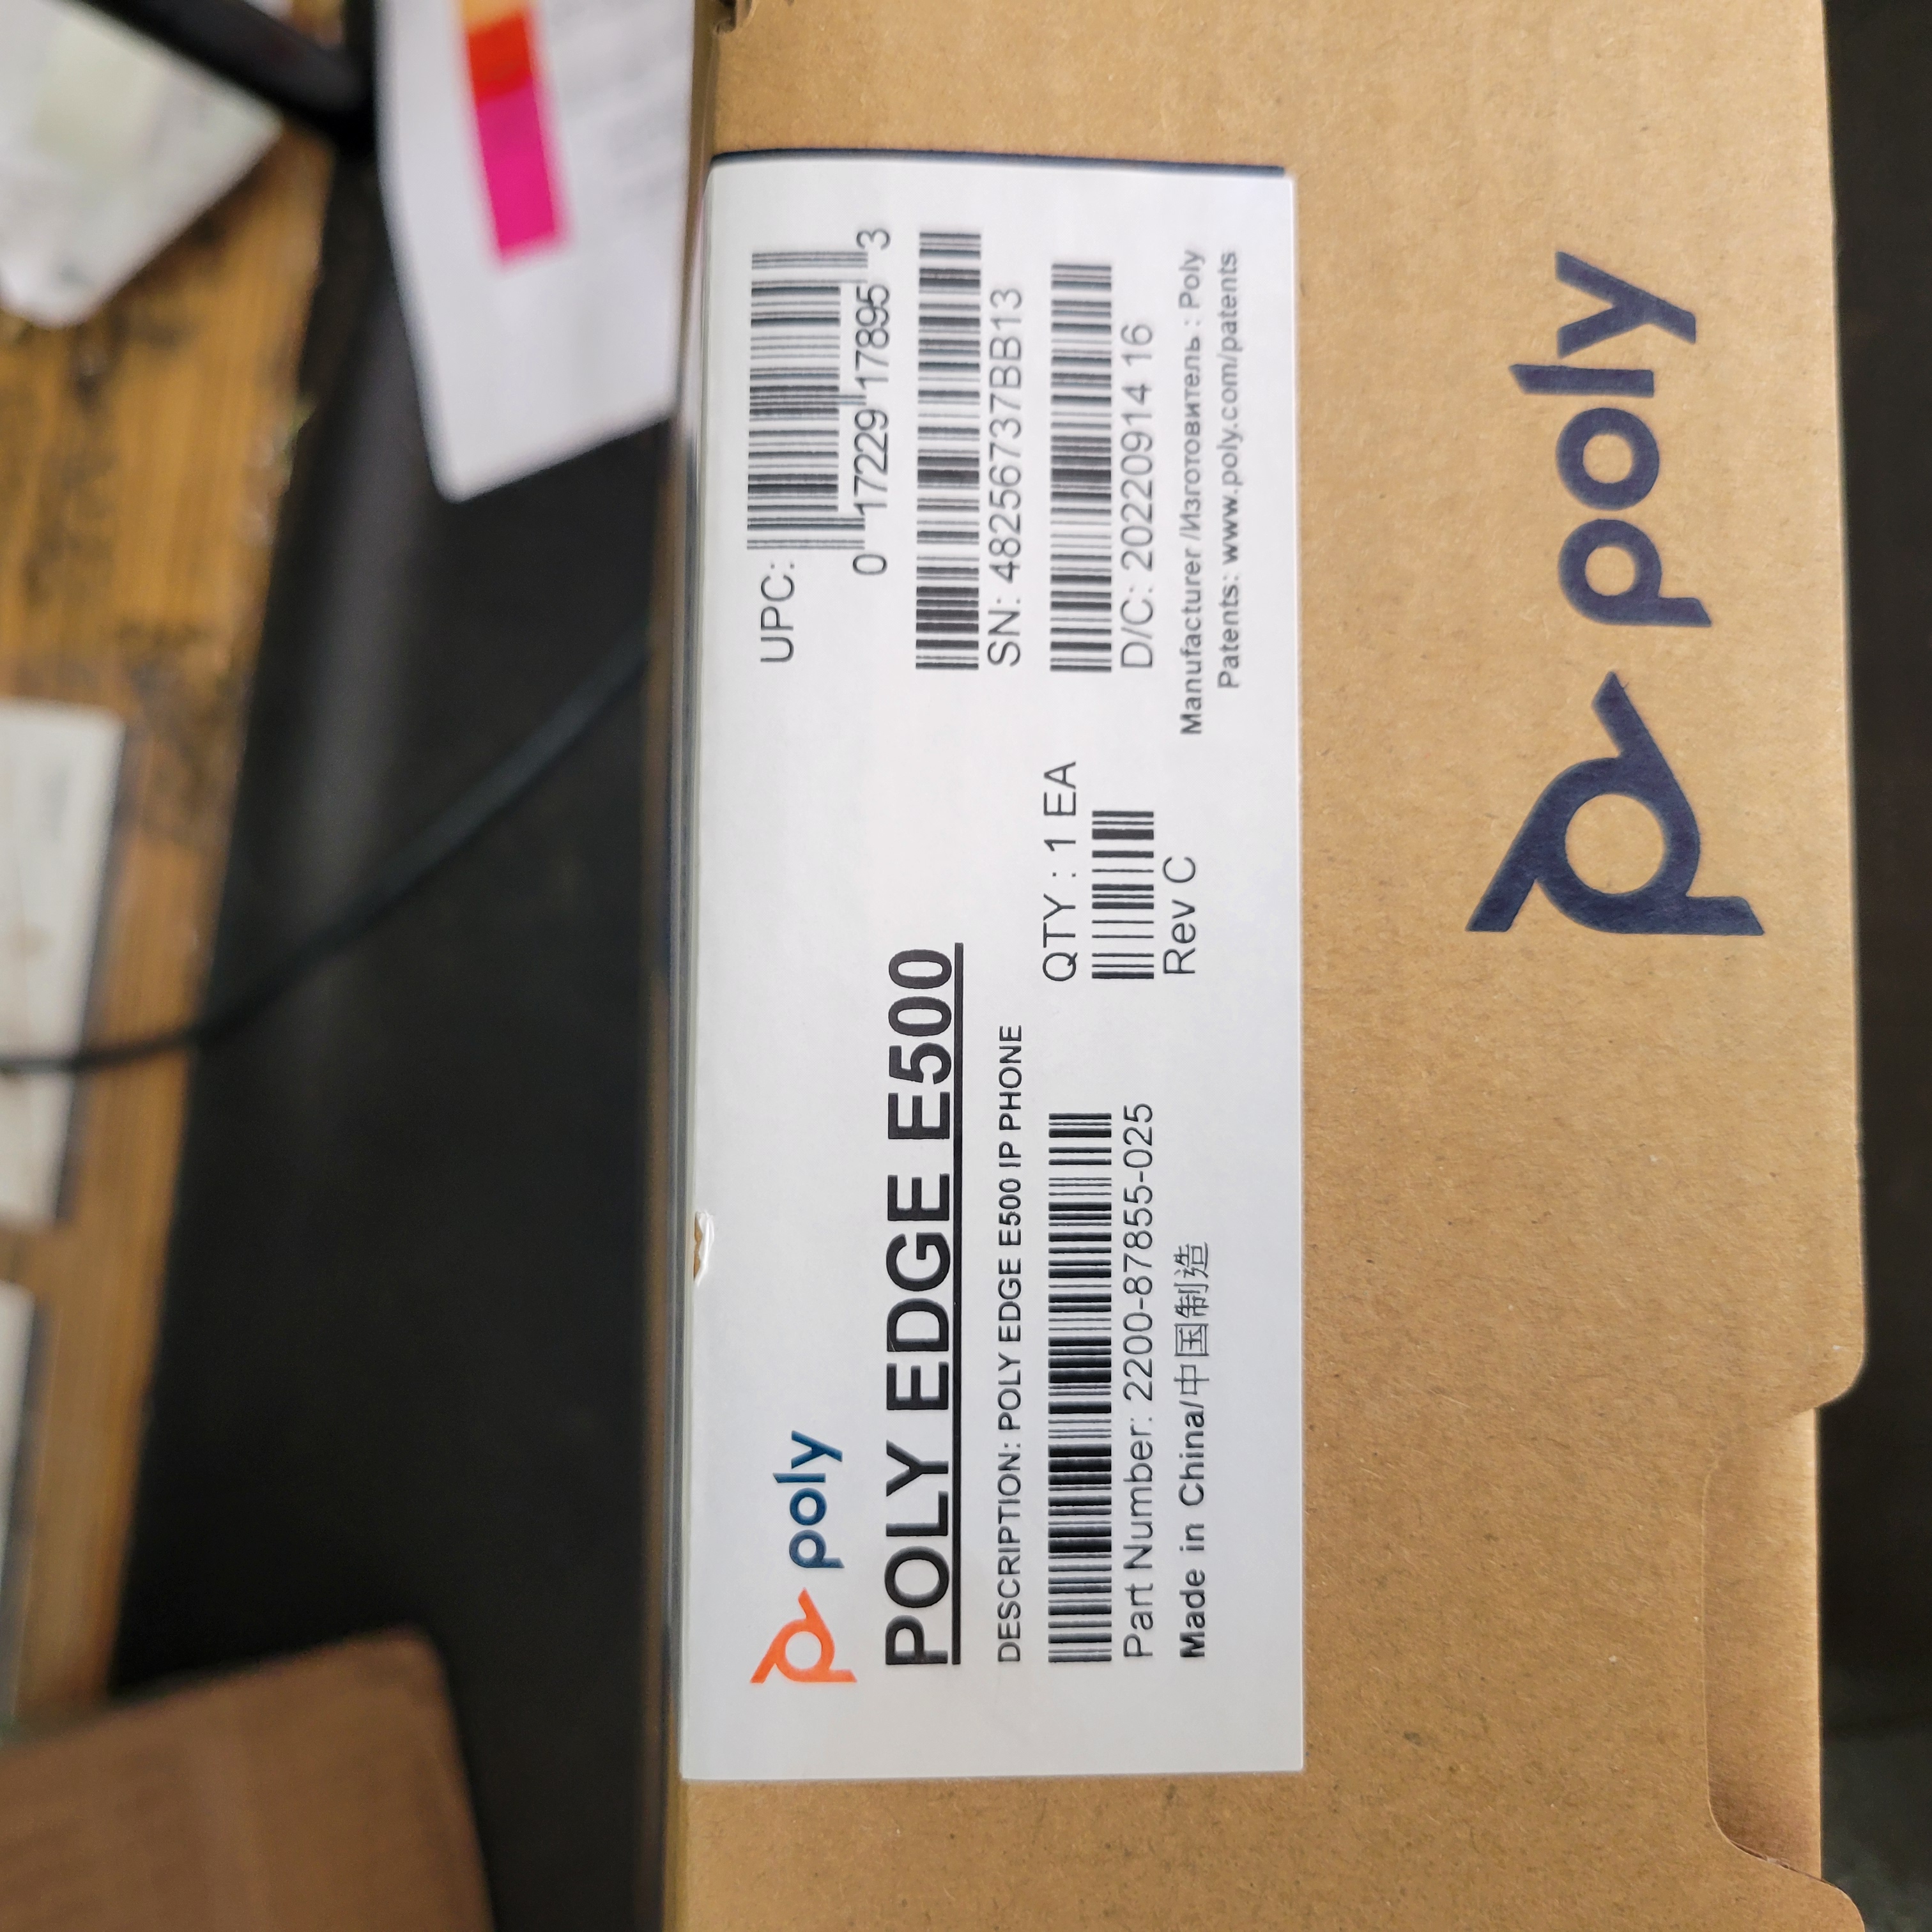 poly
POLY EDGE E500
DESCRIPTION: POLY EDGE E500 IP PHONE
QTY : 1 EA
Part Number: 2200-87855-025
Rev C
Made in China/中国制造
UPC:
0 17229 17895 3
SN: 48256737BB13
D/C: 20220914 16
Manufacturer /Изготовитель : Poly
Patents: www.poly.com/patents
poly